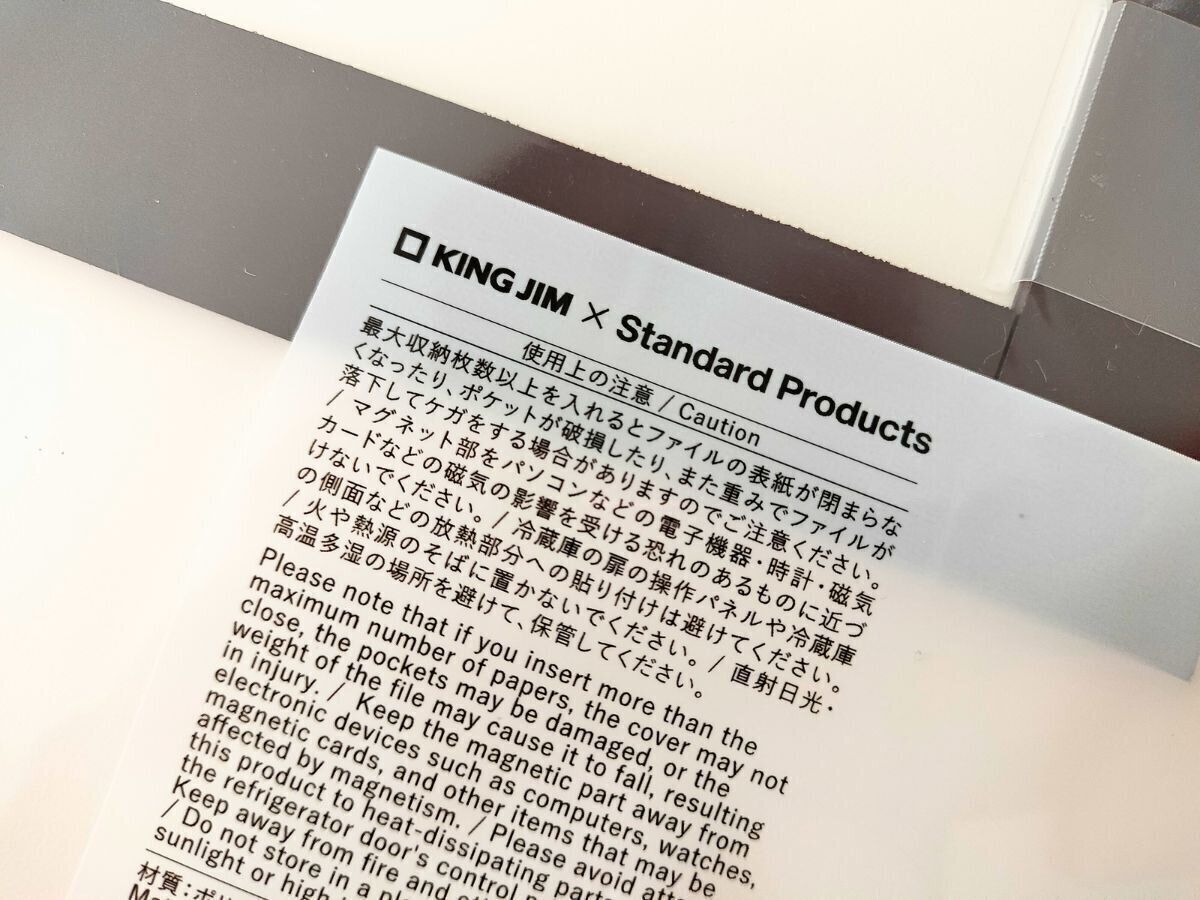 KING JIM × Standard Products
使用上の注意 / Caution
最大収納枚数以上を入れるとファイルの表紙が閉まらな
くなったり、ポケットが破損したり、また重みでファイルが
落下してケガをする場合がありますのでご注意ください。
/ マグネット部をパソコンなどの電子機器・時計・磁気
カードなどの磁気の影響を受ける恐れのあるものに近づ
けないでください。/ 冷蔵庫の扉の操作パネルや冷蔵庫
の側面などの放熱部分への貼り付けは避けてください。
/ 火や熱源のそばに置かないでください。/ 直射日光・
高温多湿の場所を避けて、保管してください。
Please note that if you insert more than the
maximum number of papers, the cover may not
close, the pockets may be damaged, or the
weight of the file may cause it to fall, resulting
in injury. / Keep the magnetic part away from
electronic devices such as computers, watches,
magnetic cards, and other items that may be
affected by magnetism. / Please avoid atta
this product to heat-dissipating parts
the refrigerator door's control
Keep away from fire and
/ Do not store in a pla
sunlight or high
材質:ポリ